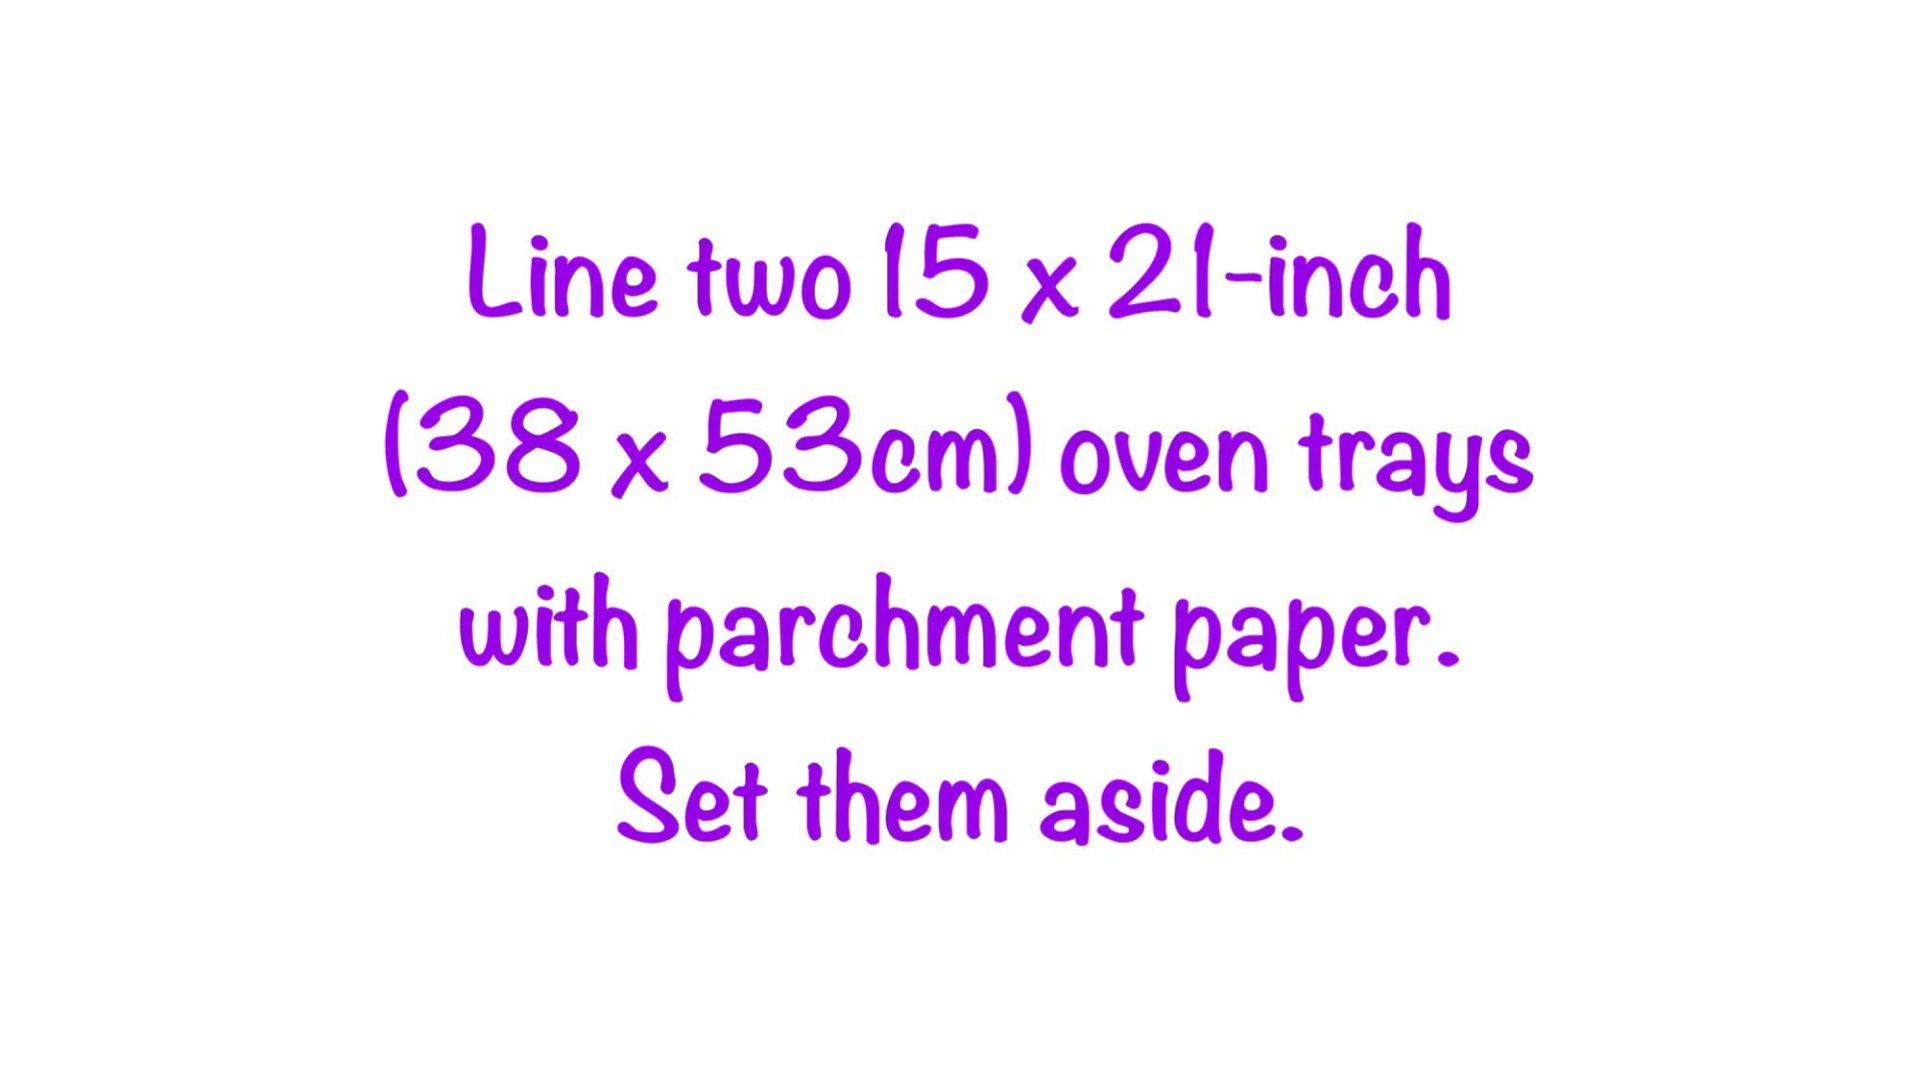 Line two 15 x 21-inch
(38 x 53cm) oven trays
with parchment paper.
Set them aside.